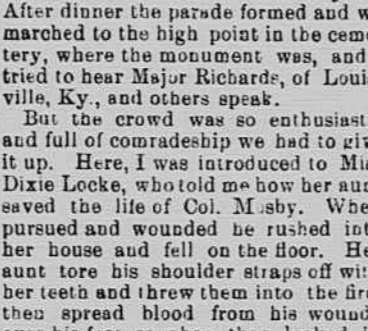 After dinner the parade formed and w
marched to the high point in the ceme
tery, where the monument was, and
tried to hear Major Richards, of Loui
ville, Ky., and others speak.
But the crowd was so enthusiast
and full of comradeship we had to giv
it up. Here, I was introduced to Mis
Dixie Locke, who told me how her aun
saved the life of Col. M sby. Whe
pursued and wounded he rushed int
her house and fell on the floor. He
aunt tore his shoulder straps off wit
her teeth and threw them into the fire
then spread blood from his wound